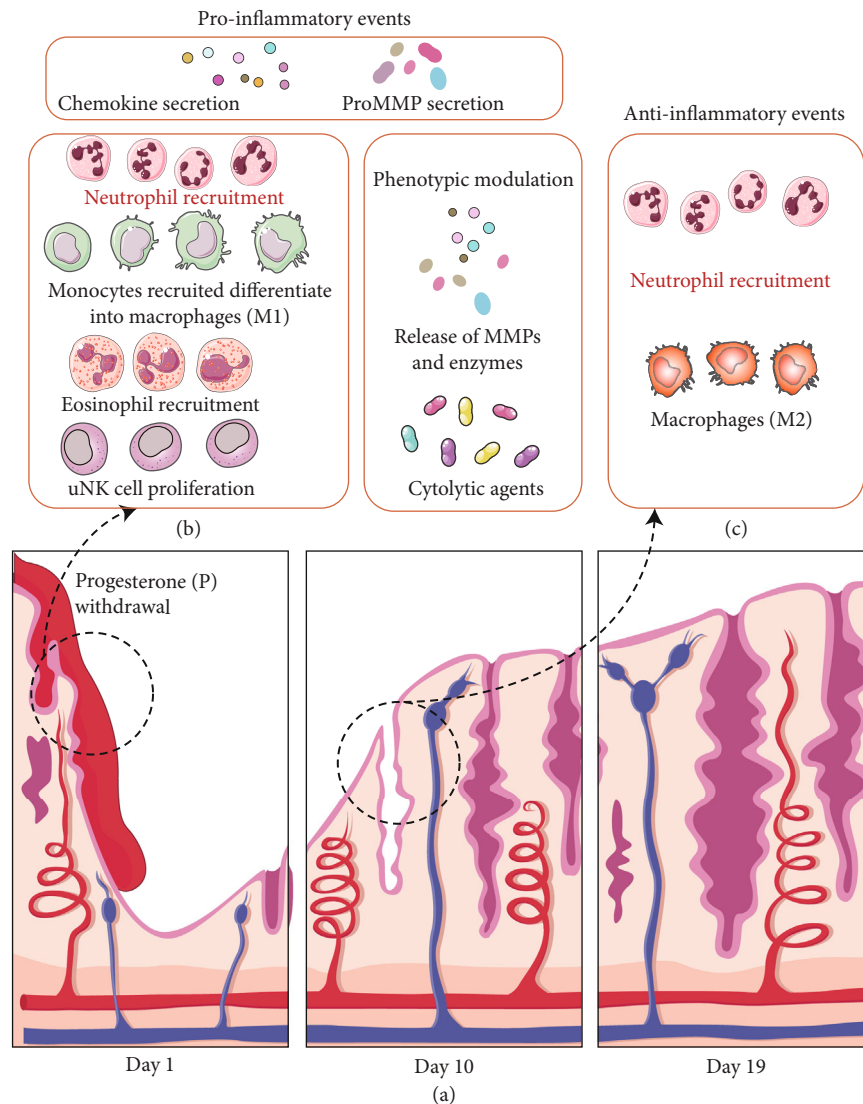 Pro-inflammatory events
Chemokine secretion
ProMMP secretion
Neutrophil recruitment
Monocytes recruited differentiate
into macrophages (M1)
Eosinophil recruitment
uNK cell proliferation
(b)
Phenotypic modulation
Release of MMPs
and enzymes
Cytolytic agents
Anti-inflammatory events
Neutrophil recruitment
Macrophages (M2)
(c)
Progesterone (P)
withdrawal
Day 1
Day 10
Day 19
(a)